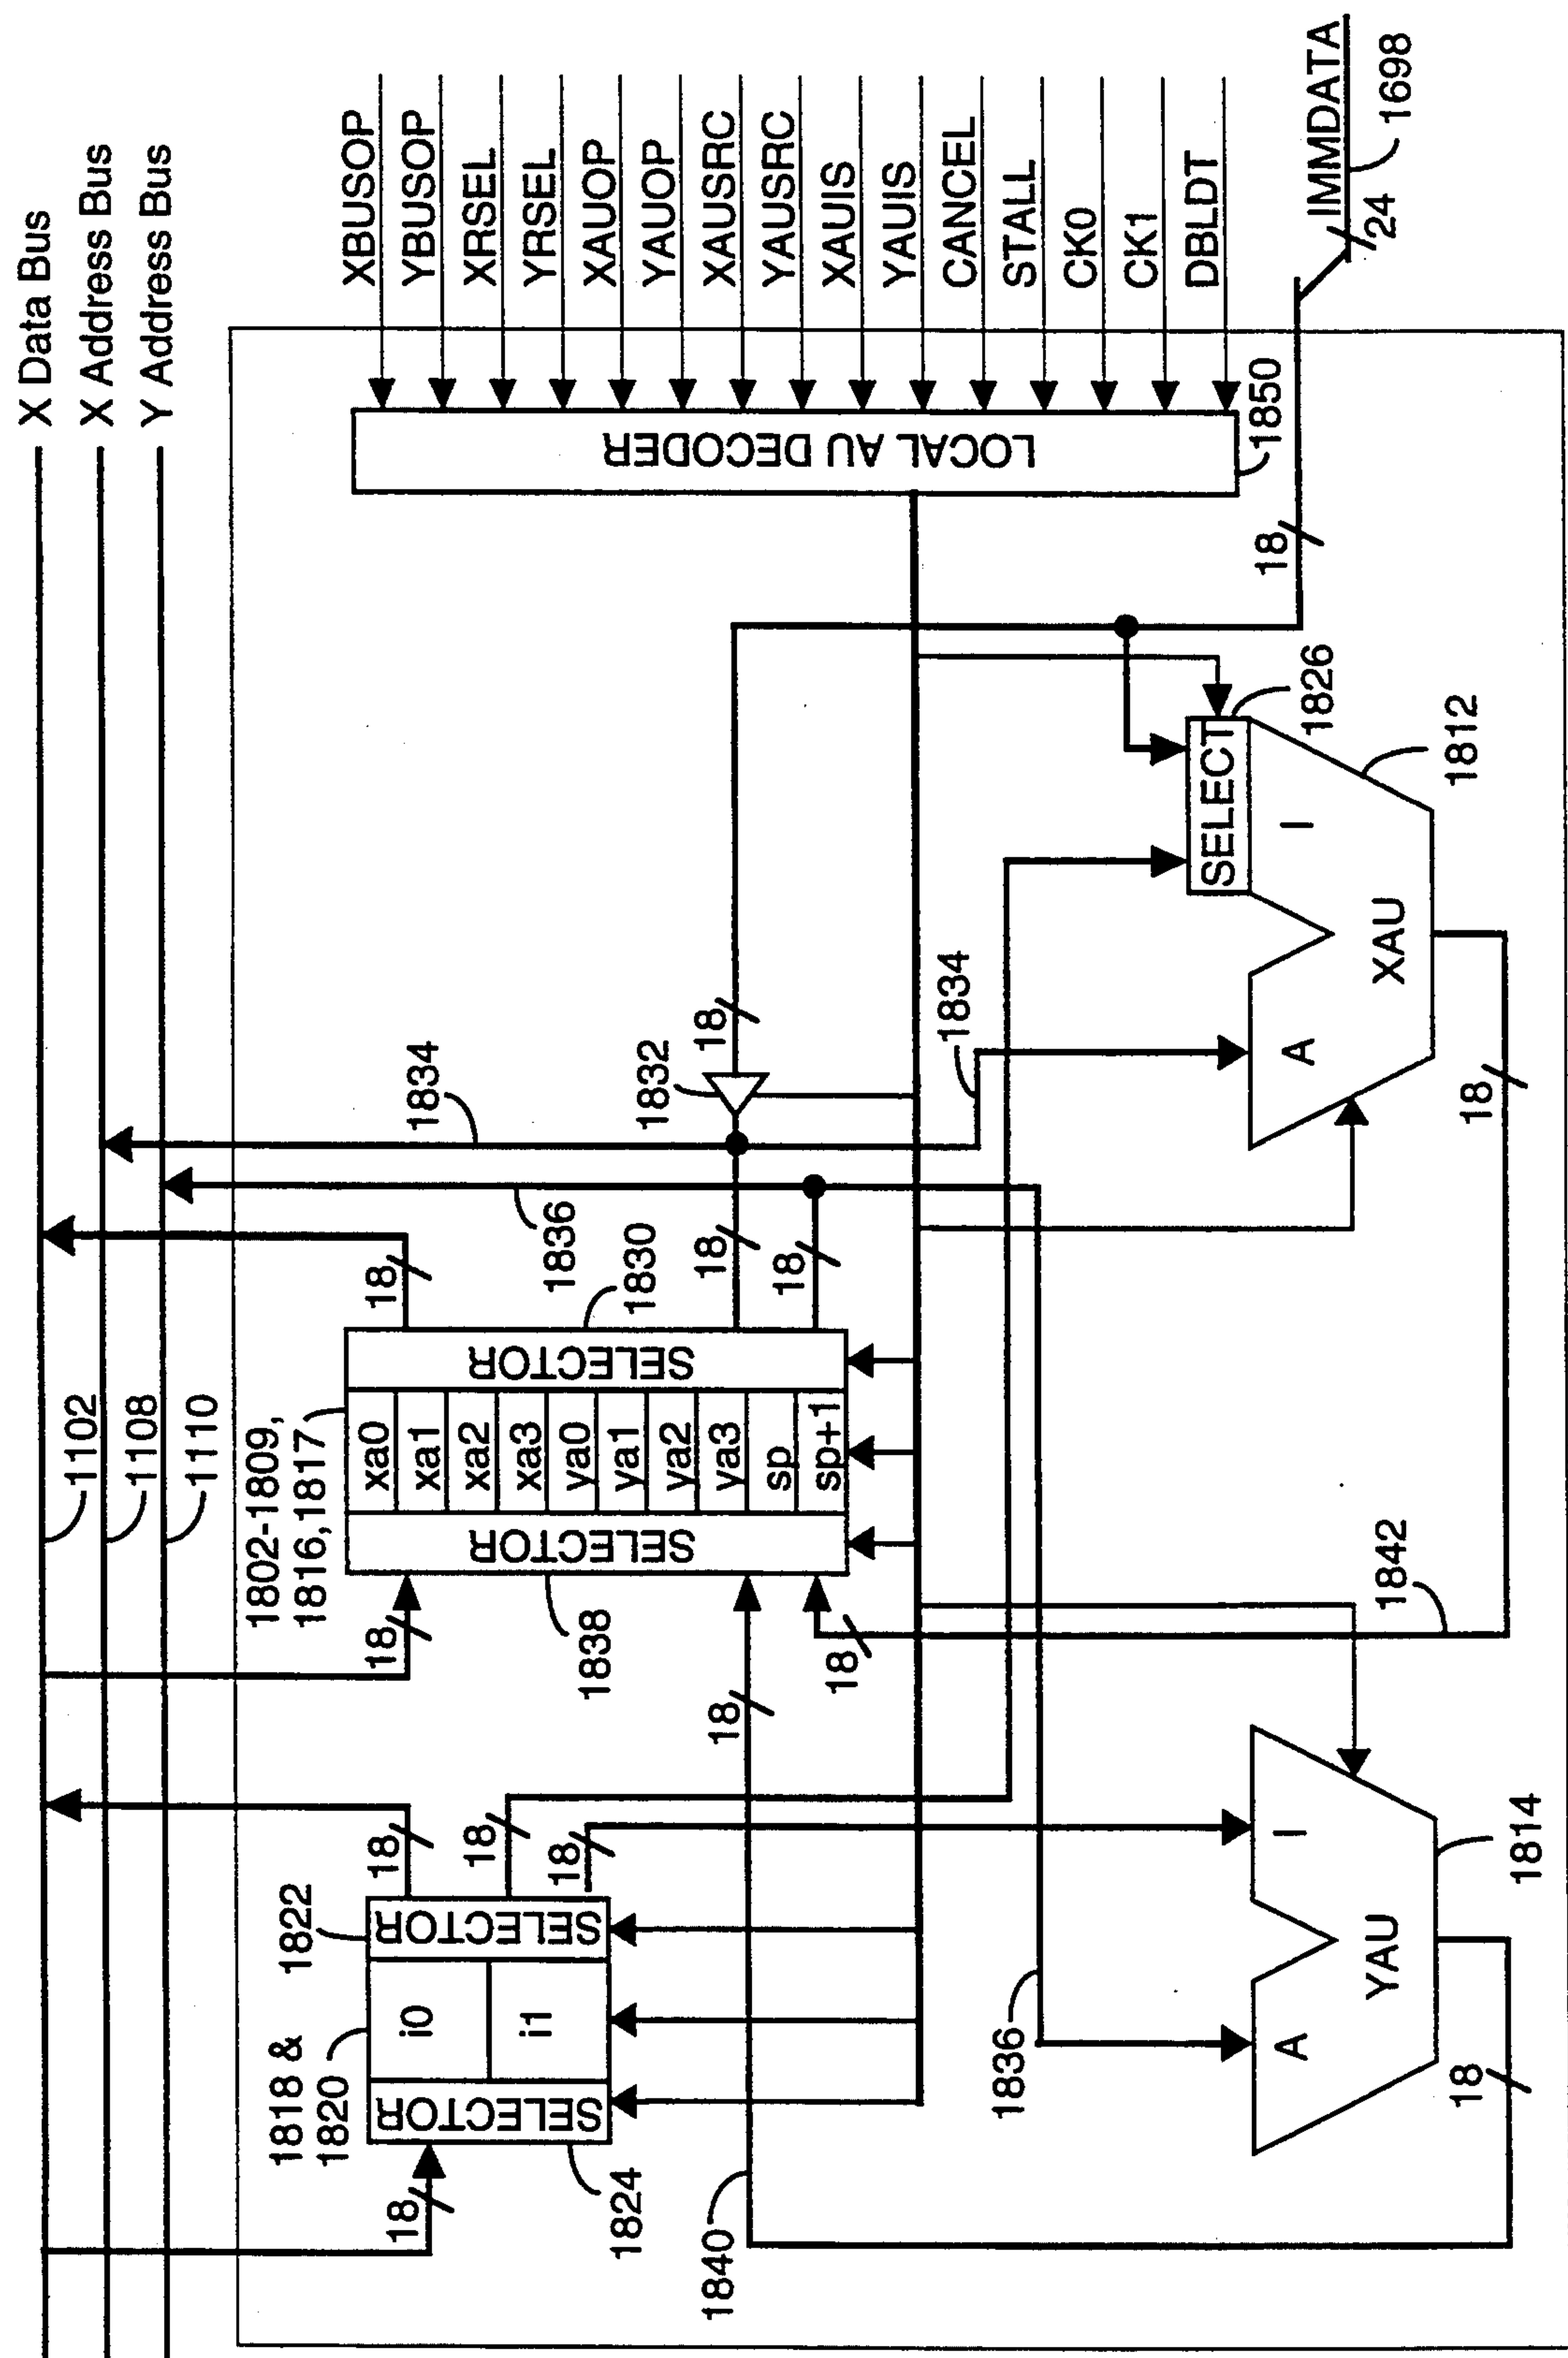 X Data Bus
X Address Bus
Y Address Bus
1102
1108
1110
XBUSOP
YBUSOP
XRSEL
YRSEL
XAUOP
YAUOP
XAUSRC
YAUSRC
XAUIS
YAUIS
CANCEL
STALL
CK0
CK1
DBLDT
IMMDATA
24
1698
LOCAL AU DECODER
1850
18
1818 &
1820
1822
SELECTOR
i0
i1
SELECTOR
1824
18
18
18
18
1802-1809,
1816,1817
SELECTOR
xa0
xa1
xa2
xa3
ya0
ya1
ya2
ya3
sp
sp+1
SELECTOR
1830
1838
18
18
18
18
18
18
1836
1834
1832
18
1834
1836
1840
1842
SELECT
1826
A
I
XAU
1812
18
A
I
YAU
1814
18